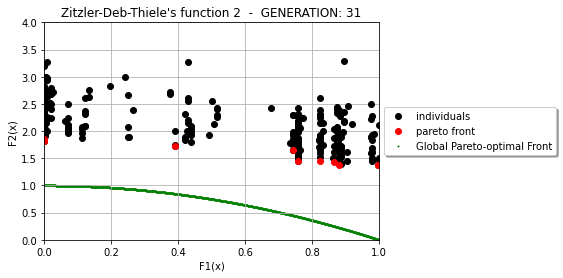 Zitzler-Deb-Thiele's function 2  -  GENERATION: 31
4.0
3.5
3.0
2.5
2.0
1.5
1.0
0.5
0.0
F2(x)
0.0 0.2 0.4 0.6 0.8 1.0
F1(x)
individuals
pareto front
Global Pareto-optimal Front